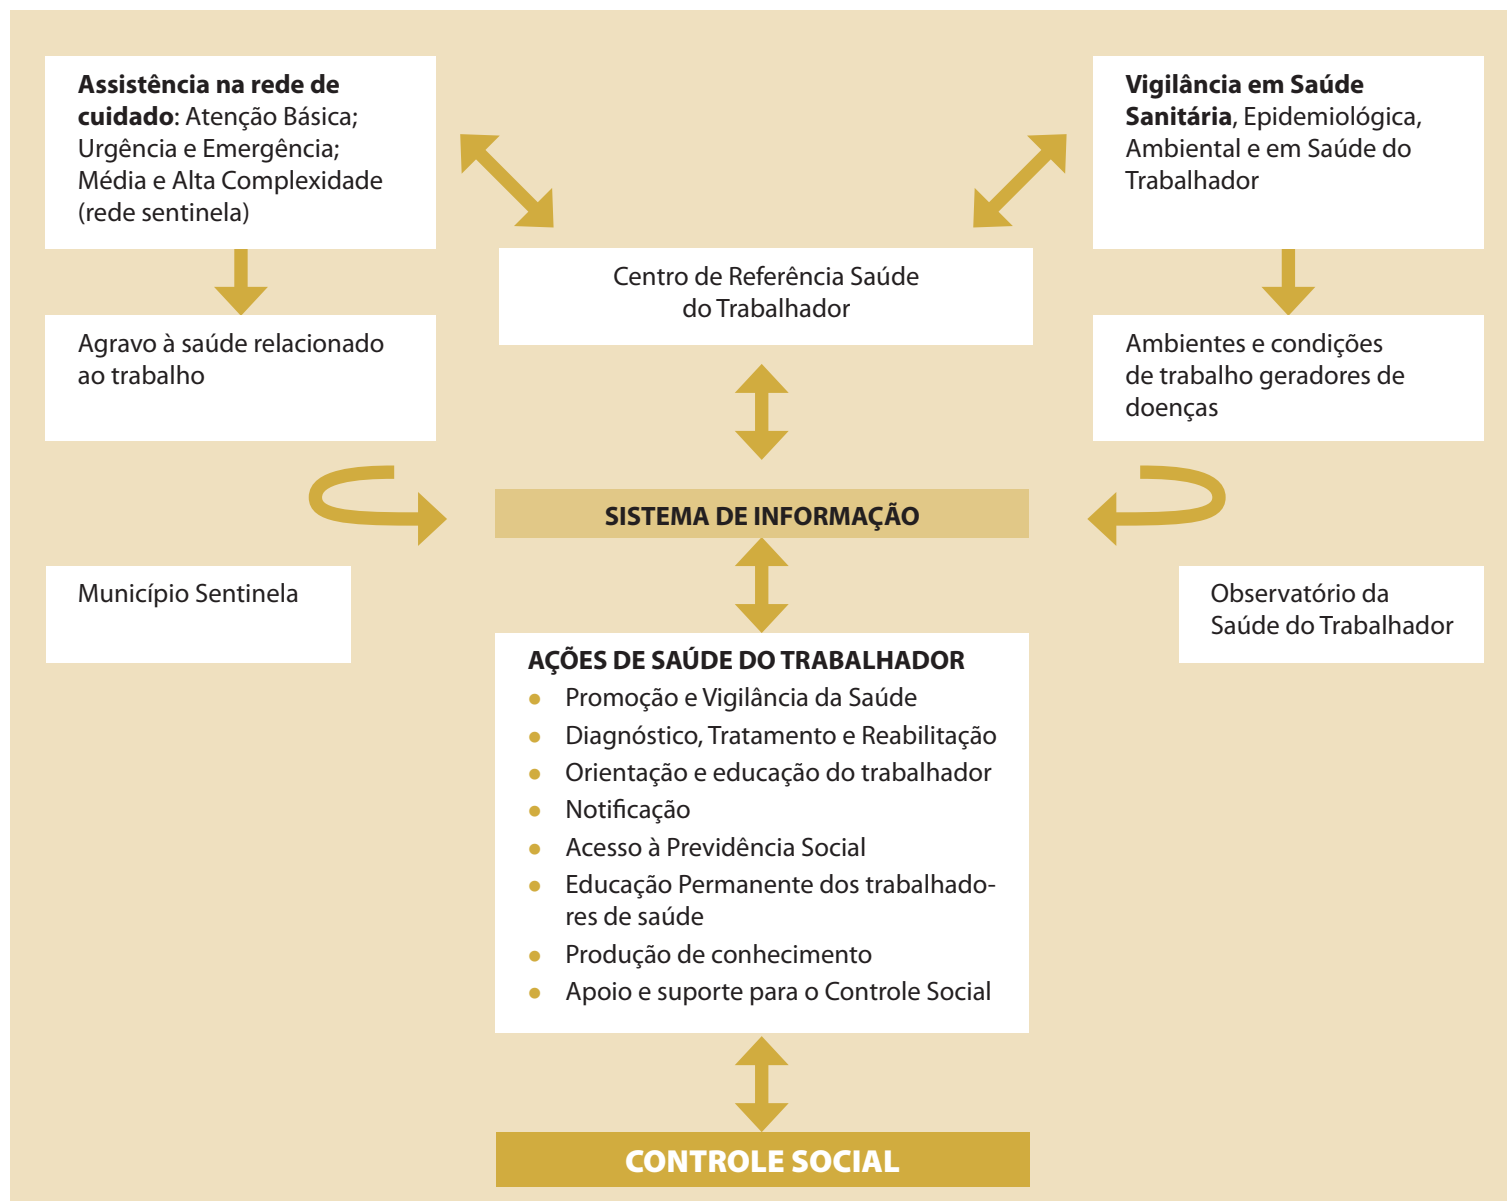 Assistência na rede de
cuidado: Atenção Básica;
Urgência e Emergência;
Média e Alta Complexidade
(rede sentinela)
Vigilância em Saúde
Sanitária, Epidemiológica,
Ambiental e em Saúde do
Trabalhador
Centro de Referência Saúde
do Trabalhador
Agravo à saúde relacionado
ao trabalho
Ambientes e condições
de trabalho geradores de
doenças
SISTEMA DE INFORMAÇÃO
Município Sentinela
Observatório da
Saúde do Trabalhador
AÇÕES DE SAÚDE DO TRABALHADOR
• Promoção e Vigilância da Saúde
• Diagnóstico, Tratamento e Reabilitação
• Orientação e educação do trabalhador
• Notificação
• Acesso à Previdência Social
• Educação Permanente dos trabalhado-
res de saúde
• Produção de conhecimento
• Apoio e suporte para o Controle Social
CONTROLE SOCIAL